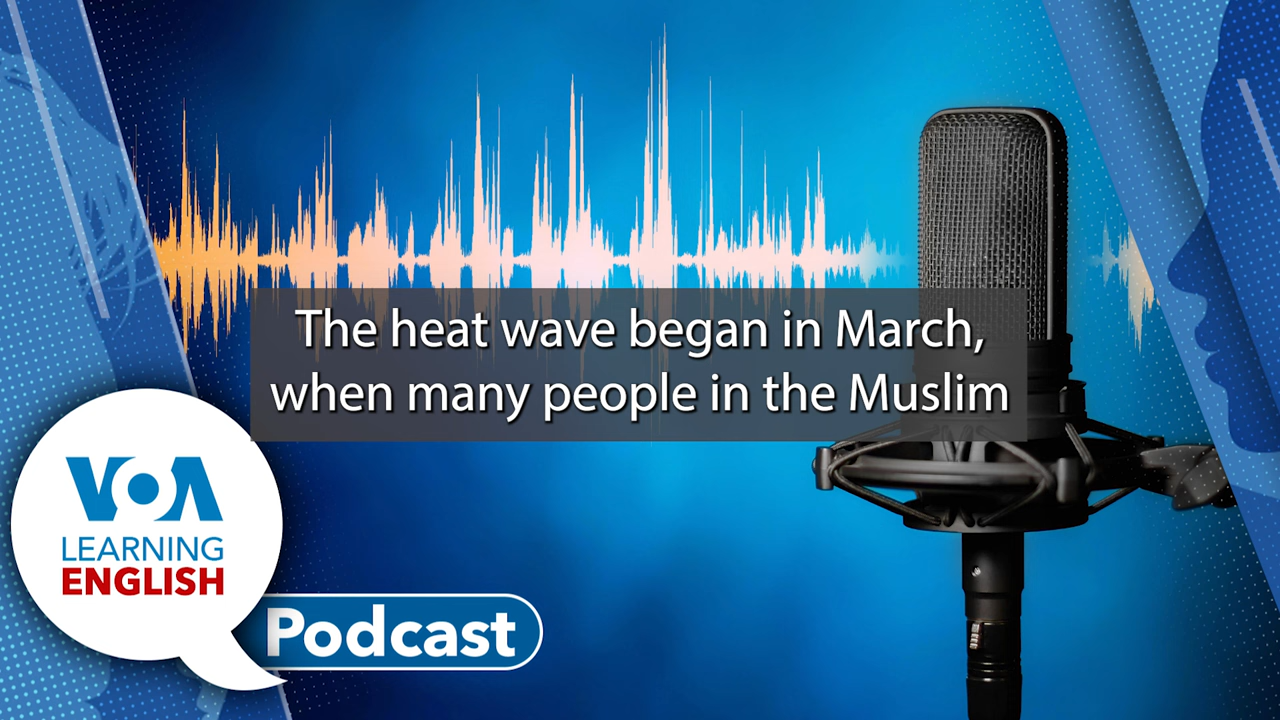 The heat wave began in March,
when many people in the Muslim
VOA
LEARNING
ENGLISH
Podcast